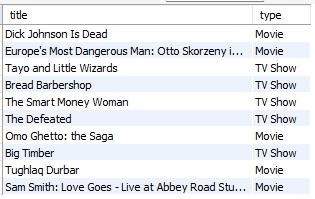 title type
Dick Johnson Is Dead Movie
Europe's Most Dangerous Man: Otto Skorzeny i... Movie
Tayo and Little Wizards TV Show
Bread Barbershop TV Show
The Smart Money Woman TV Show
The Defeated TV Show
Omo Ghetto: the Saga Movie
Big Timber TV Show
Tughlaq Durbar Movie
Sam Smith: Love Goes - Live at Abbey Road Stu... Movie